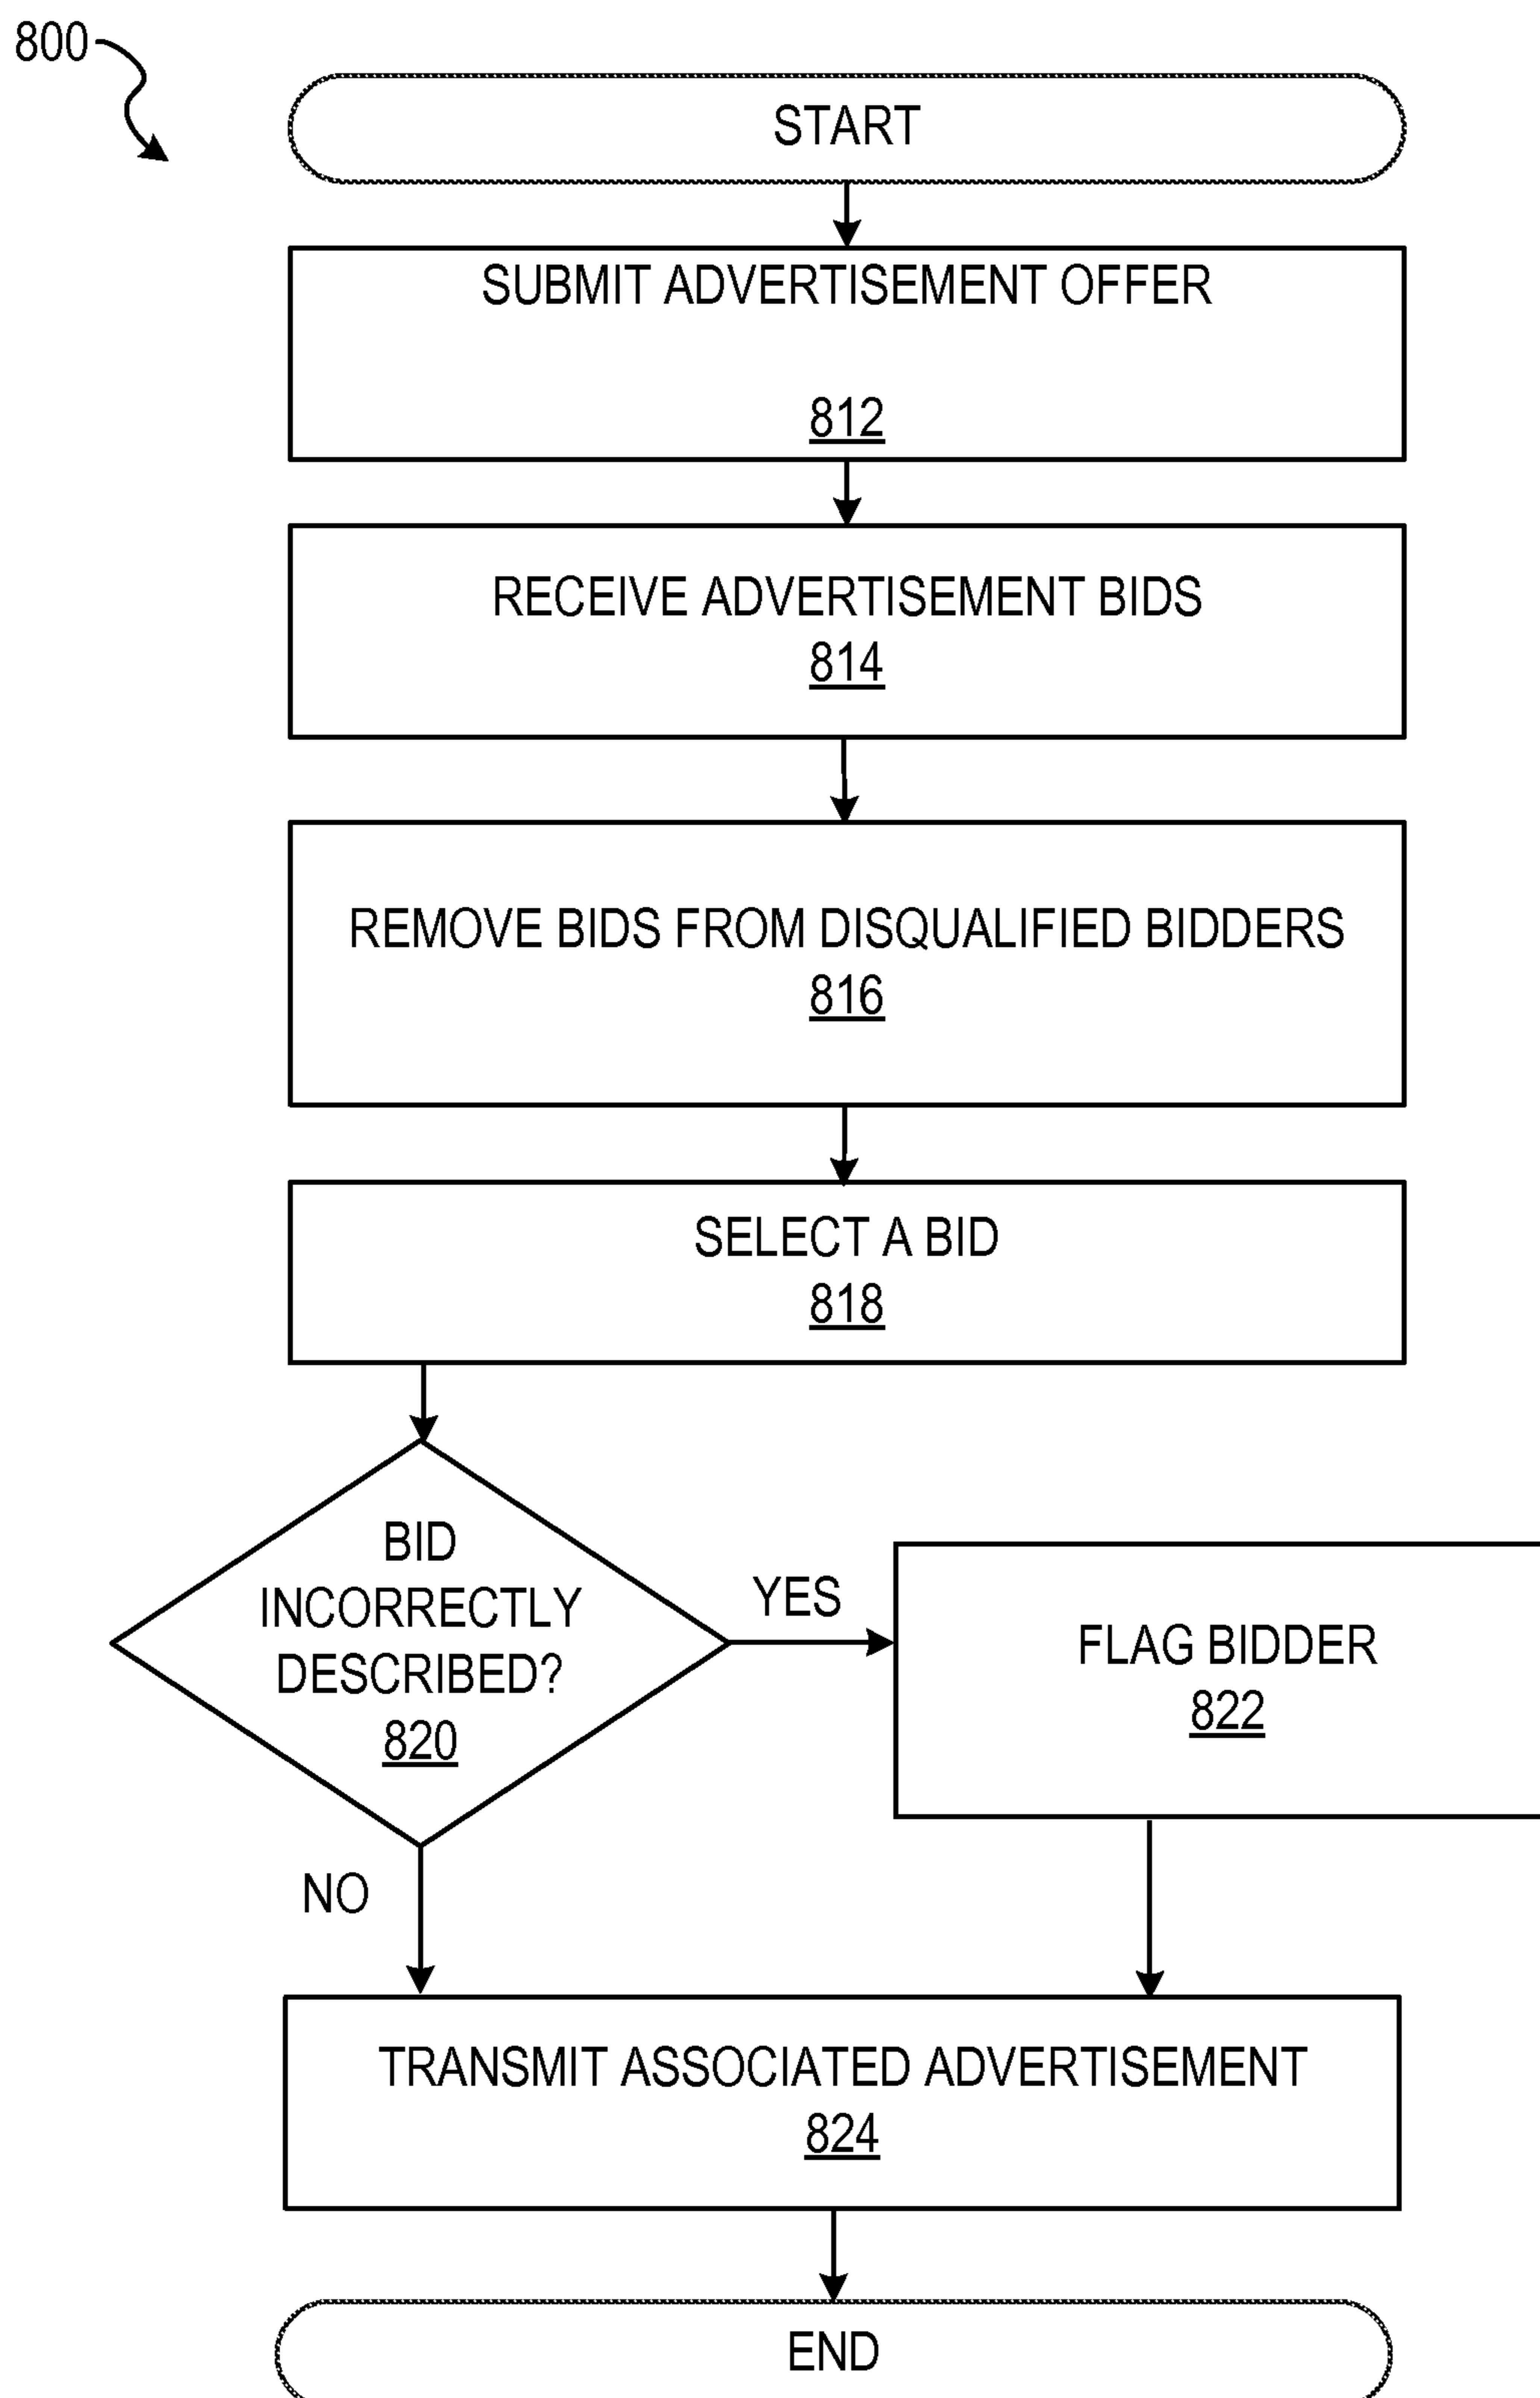 800
START
SUBMIT ADVERTISEMENT OFFER
812
RECEIVE ADVERTISEMENT BIDS
814
REMOVE BIDS FROM DISQUALIFIED BIDDERS
816
SELECT A BID
818
BID
INCORRECTLY
DESCRIBED?
820
YES
FLAG BIDDER
822
NO
TRANSMIT ASSOCIATED ADVERTISEMENT
824
END